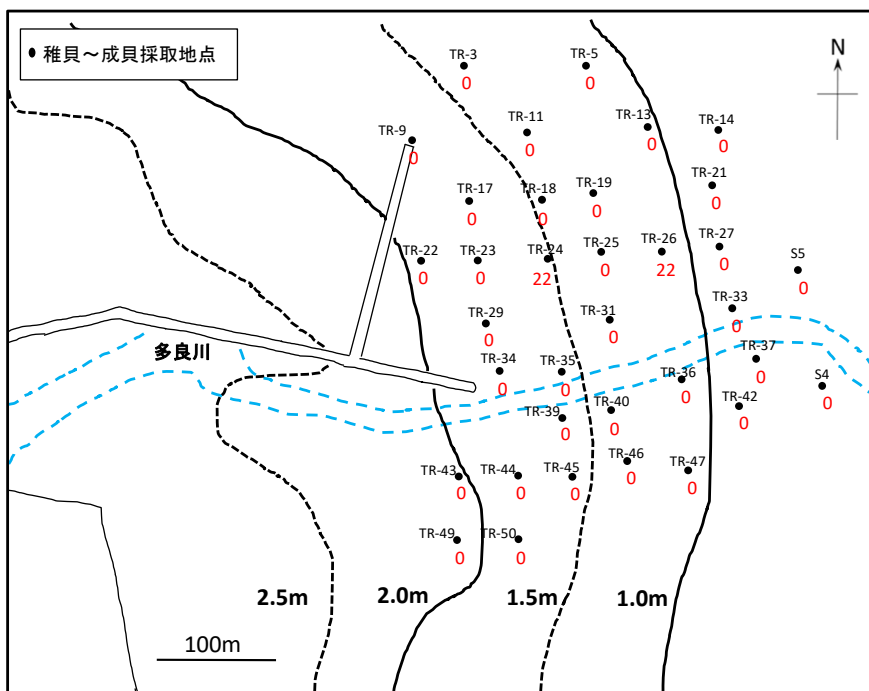 ● 稚貝～成貝採取地点
N
TR-3
0
TR-5
0
TR-9
0
TR-11
0
TR-13
0
TR-14
0
TR-17
0
TR-18
0
TR-19
0
TR-21
0
TR-22
0
TR-23
0
TR-24
22
TR-25
0
TR-26
22
TR-27
0
S5
0
TR-29
0
TR-31
0
TR-33
0
多良川
TR-34
0
TR-35
0
TR-36
0
TR-37
0
S4
0
TR-39
0
TR-40
0
TR-42
0
TR-43
0
TR-44
0
TR-45
0
TR-46
0
TR-47
0
TR-49
0
TR-50
0
2.5m
2.0m
1.5m
1.0m
100m